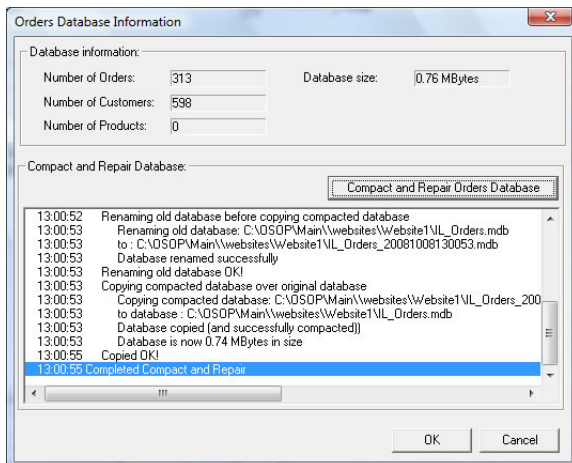 Orders Database Information
Database information:
Number of Orders: 313 Database size: 0.76 MBytes
Number of Customers: 598
Number of Products: 0
Compact and Repair Database:
Compact and Repair Orders Database
13:00:52 Renaming old database before copying compacted database
13:00:53 Renaming old database: C:\OSOP\Main\\websites\Website1\IL_Orders.mdb
13:00:53 to : C:\OSOP\Main\\websites\Website1\IL_Orders_20081008130053.mdb
13:00:53 Database renamed successfully
13:00:53 Renaming old database OK!
13:00:53 Copying compacted database over original database
13:00:53 Copying compacted database: C:\OSOP\Main\\websites\Website1\IL_Orders_200
13:00:53 to database : C:\OSOP\Main\\websites\Website1\IL_Orders.mdb
13:00:53 Database copied (and successfully compacted))
13:00:53 Database is now 0.74 MBytes in size
13:00:55 Copied OK!
13:00:55 Completed Compact and Repair
OK Cancel